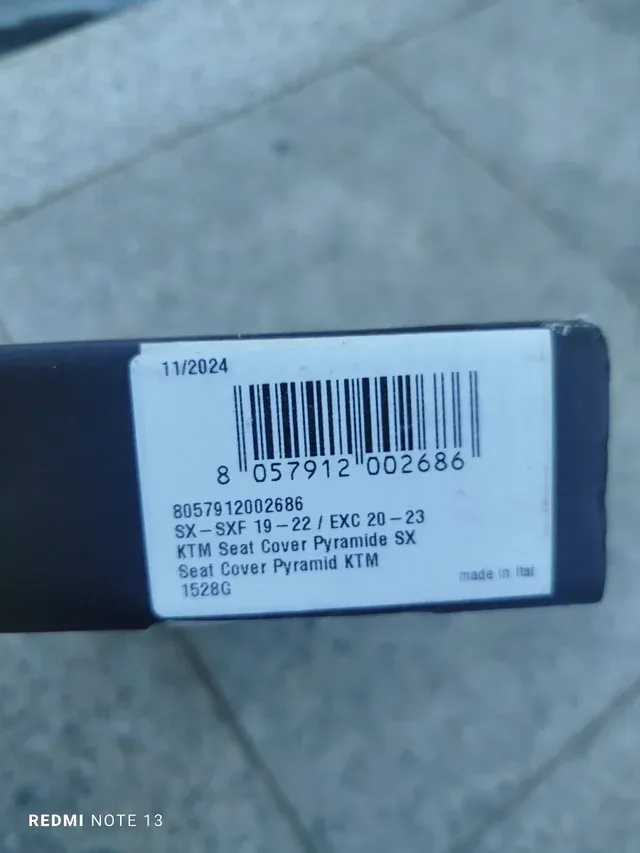 11/2024
8 057912 002686
8057912002686
SX-SXF 19-22 / EXC 20-23
KTM Seat Cover Pyramide SX
Seat Cover Pyramid KTM
made in Ital
1528G
REDMI NOTE 13